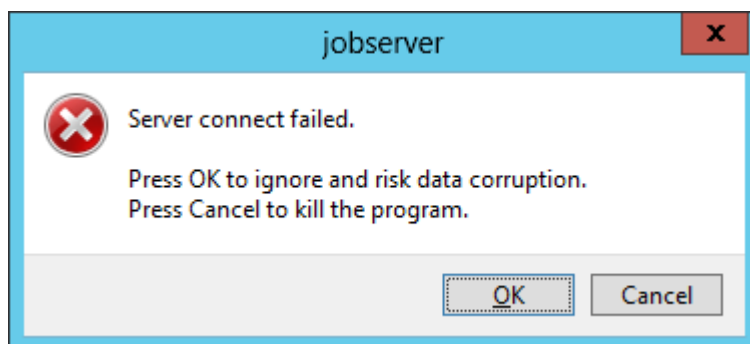 jobserver
Server connect failed.
Press OK to ignore and risk data corruption.
Press Cancel to kill the program.
OK
Cancel